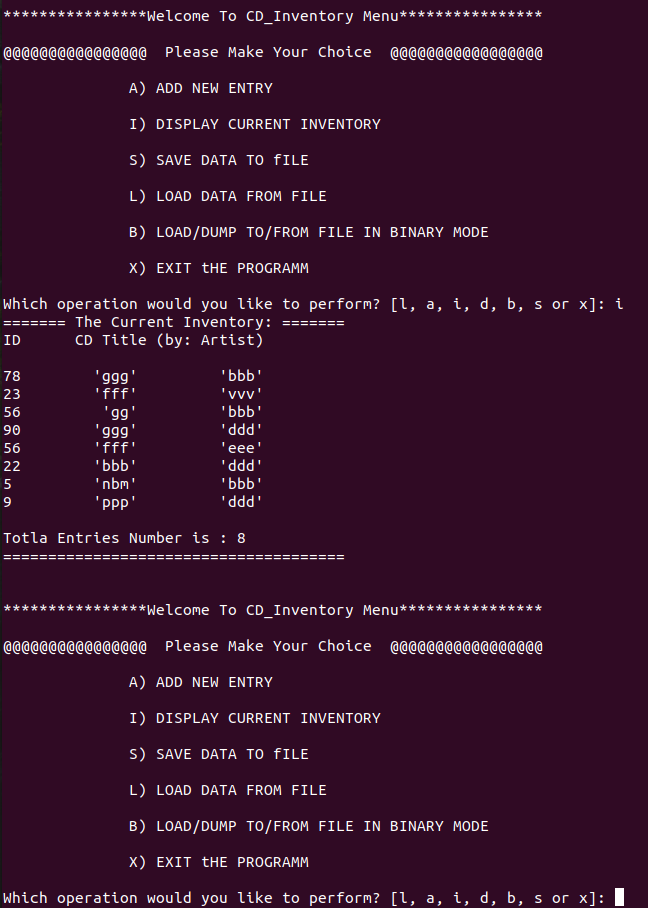 ****************Welcome To CD_Inventory Menu****************
@@@@@@@@@@@@@@@@  Please Make Your Choice  @@@@@@@@@@@@@@@@@
A) ADD NEW ENTRY
I) DISPLAY CURRENT INVENTORY
S) SAVE DATA TO fILE
L) LOAD DATA FROM FILE
B) LOAD/DUMP TO/FROM FILE IN BINARY MODE
X) EXIT tHE PROGRAMM
Which operation would you like to perform? [l, a, i, d, b, s or x]: i
======= The Current Inventory: =======
ID      CD Title (by: Artist)
78        'ggg'         'bbb'
23        'fff'         'vvv'
56         'gg'         'bbb'
90        'ggg'         'ddd'
56        'fff'         'eee'
22        'bbb'         'ddd'
5         'nbm'         'bbb'
9         'ppp'         'ddd'
Totla Entries Number is : 8
======================================
****************Welcome To CD_Inventory Menu****************
@@@@@@@@@@@@@@@@  Please Make Your Choice  @@@@@@@@@@@@@@@@@
A) ADD NEW ENTRY
I) DISPLAY CURRENT INVENTORY
S) SAVE DATA TO fILE
L) LOAD DATA FROM FILE
B) LOAD/DUMP TO/FROM FILE IN BINARY MODE
X) EXIT tHE PROGRAMM
Which operation would you like to perform? [l, a, i, d, b, s or x]: